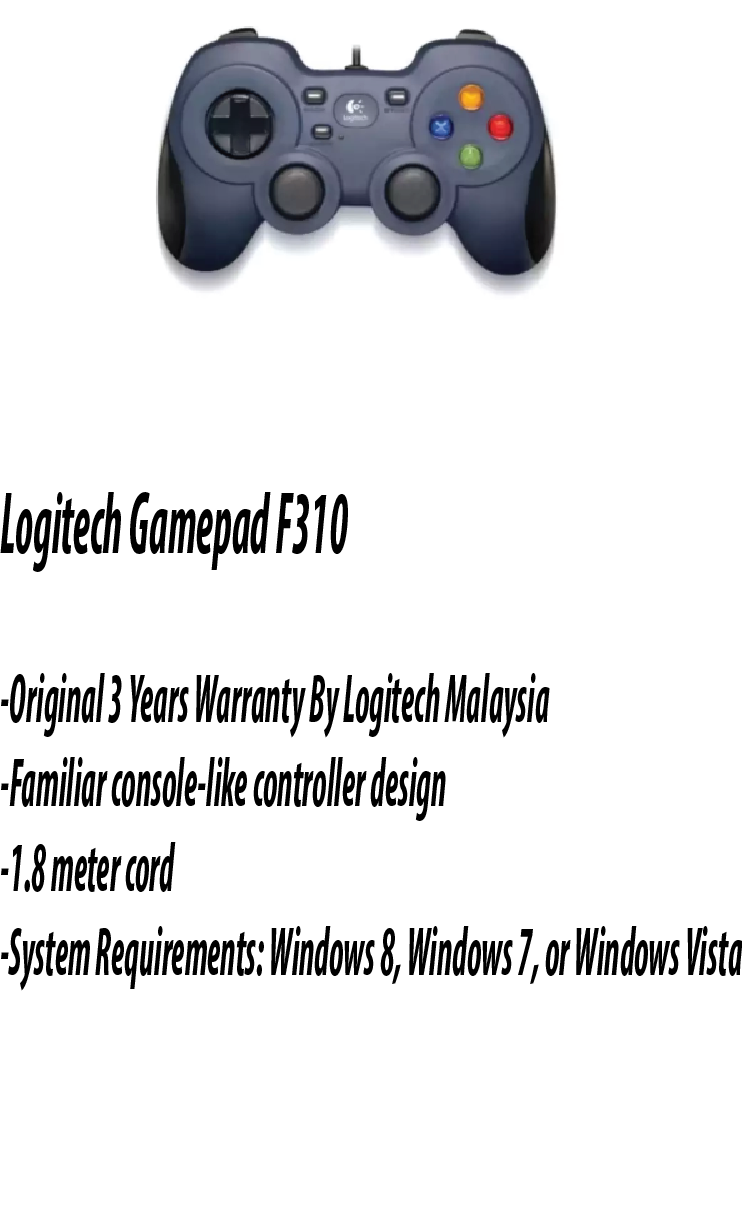 Logitech
Logitech Gamepad F310
-Original 3 Years Warranty By Logitech Malaysia
-Familiar console-like controller design
-1.8 meter cord
-System Requirements: Windows 8, Windows 7, or Windows Vista